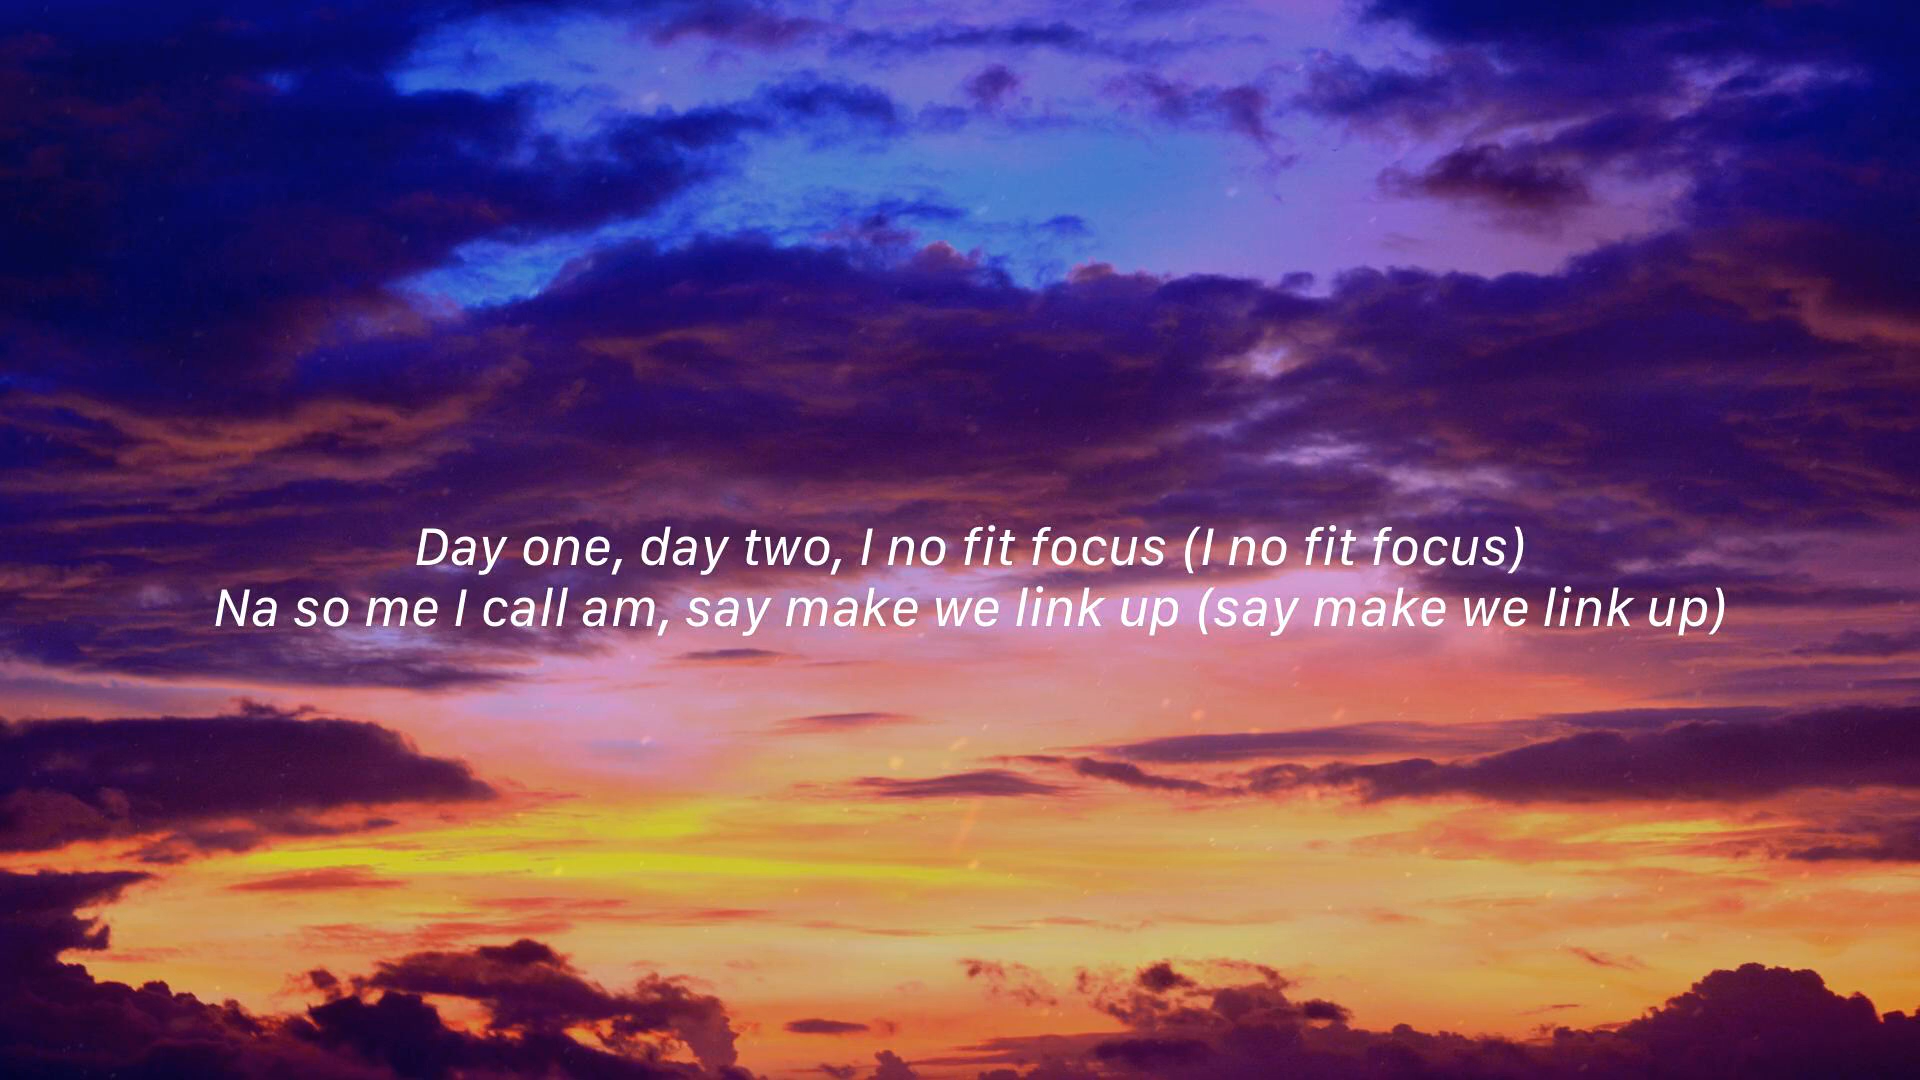 Day one, day two, I no fit focus (I no fit focus)
Na so me I call am, say make we link up (say make we link up)